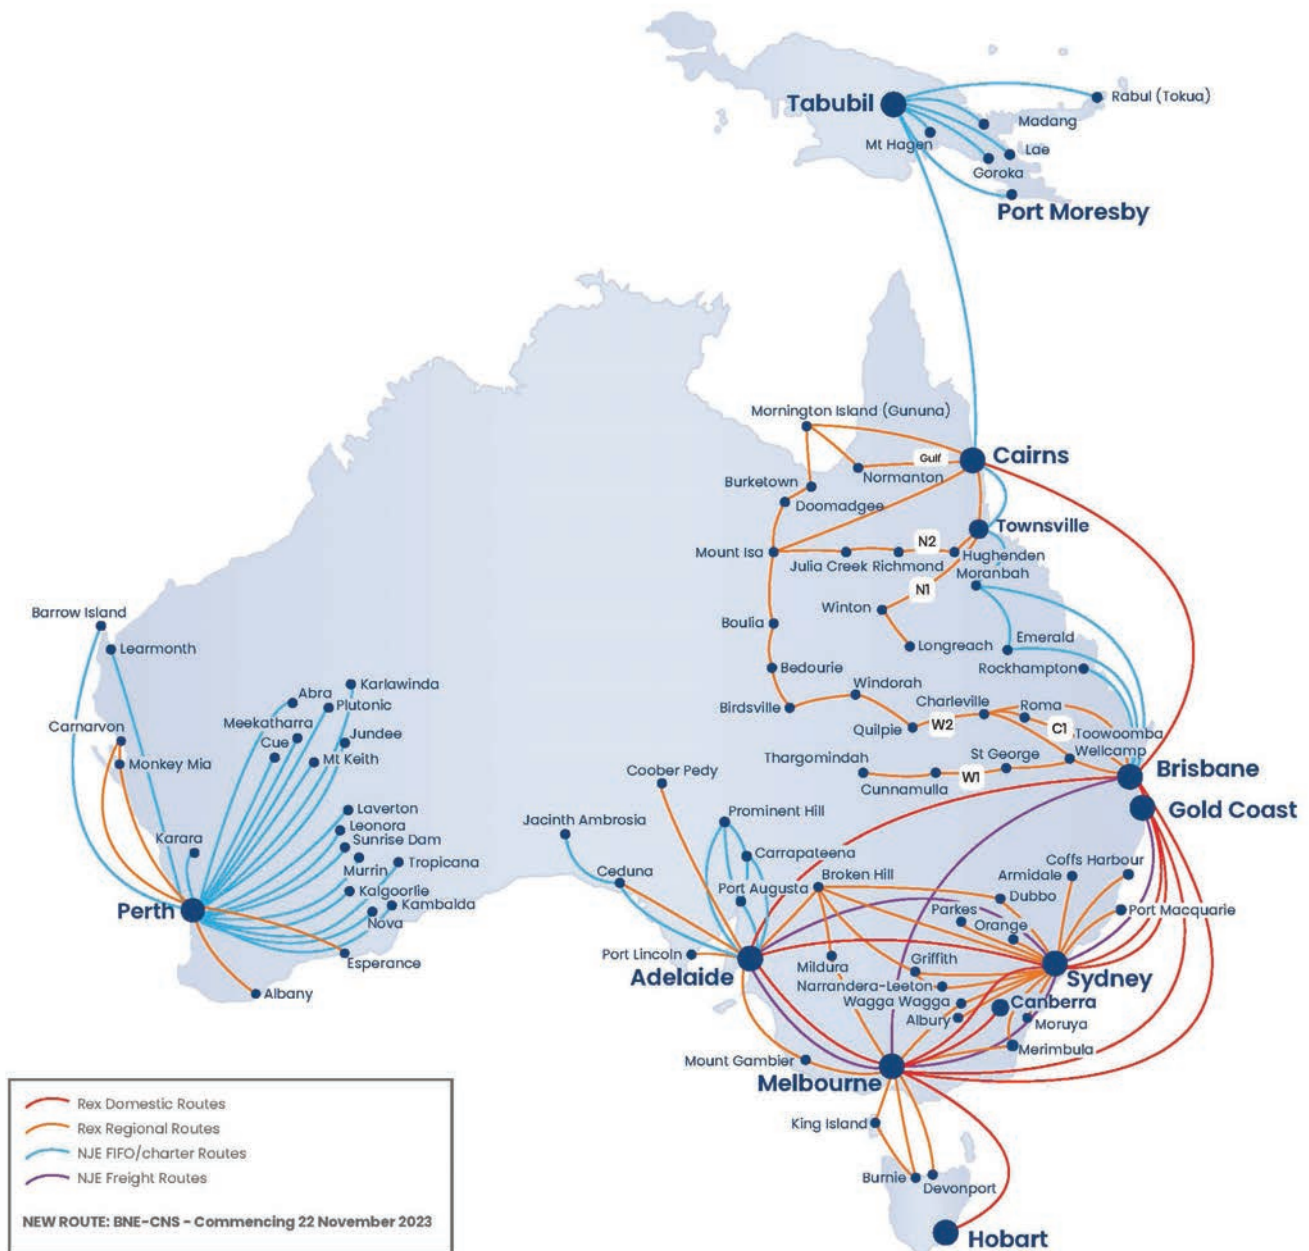 Tabubil
Rabul (Tokua)
Madang
Mt Hagen
Lae
Goroka
Port Moresby
Mornington Island (Gununa)
Gulf
Cairns
Normanton
Burketown
Doomadgee
Townsville
Mount Isa
N2
Julia Creek
Richmond
Hughenden
Moranbah
N1
Barrow Island
Winton
Learmonth
Boulia
Longreach
Emerald
Rockhampton
Bedourie
Abra
Karlawinda
Plutonic
Windorah
Charleville
Roma
Birdsville
Meekatharra
Carnarvon
Quilpie
W2
C1
Toowoomba
Wellcamp
Jundee
Cue
Monkey Mia
Mt Keith
Thargomindah
St George
Coober Pedy
Cunnamulla
W1
Brisbane
Gold Coast
Laverton
Leonora
Jacinth Ambrosia
Prominent Hill
Karara
Sunrise Dam
Murrin
Tropicana
Carrapateena
Coffs Harbour
Ceduna
Port Augusta
Broken Hill
Armidale
Dubbo
Kalgoorlie
Kambalda
Perth
Nova
Parkes
Port Macquarie
Orange
Esperance
Port Lincoln
Adelaide
Mildura
Griffith
Sydney
Albany
Narrandera-Leeton
Wagga Wagga
Canberra
Albury
Moruya
Mount Gambier
Merimbula
Melbourne
Rex Domestic Routes
Rex Regional Routes
King Island
NJE FIFO/charter Routes
NJE Freight Routes
Burnie
Devonport
NEW ROUTE: BNE-CNS - Commencing 22 November 2023
Hobart